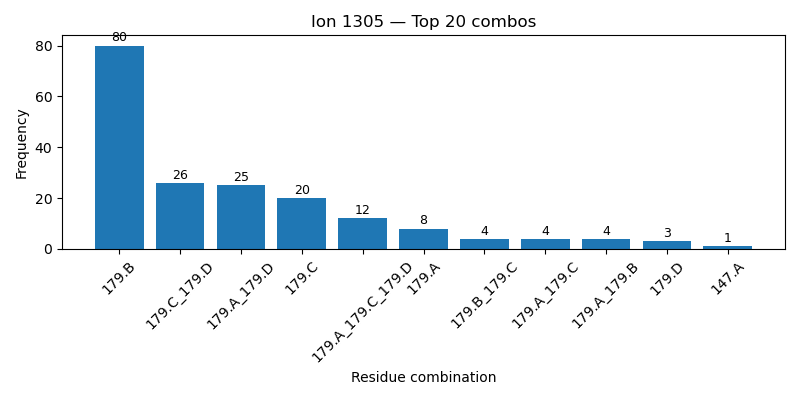 Ion 1305 — Top 20 combos
Frequency
80
60
40
20
0
80
26
25
20
12
8
4
4
4
3
1
179.B
179.C_179.D
179.A_179.D
179.C
179.A_179.C_179.D
179.A
179.B_179.C
179.A_179.C
179.A_179.B
179.D
147.A
Residue combination